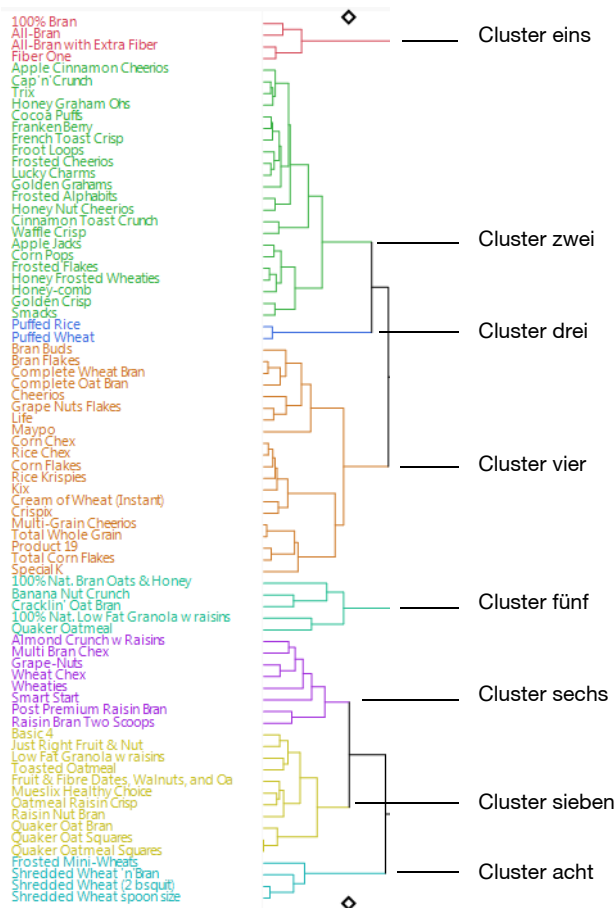 100% Bran
All-Bran
All-Bran with Extra Fiber
Fiber One
Apple Cinnamon Cheerios
Cap'n'Crunch
Trix
Honey Graham Ohs
Cocoa Puffs
Franken Berry
French Toast Crisp
Froot Loops
Frosted Cheerios
Lucky Charms
Golden Grahams
Frosted Alphabits
Honey Nut Cheerios
Cinnamon Toast Crunch
Waffle Crisp
Apple Jacks
Corn Pops
Frosted Flakes
Honey Frosted Wheaties
Honey-comb
Golden Crisp
Smacks
Puffed Rice
Puffed Wheat
Bran Buds
Bran Flakes
Complete Wheat Bran
Complete Oat Bran
Cheerios
Grape Nuts Flakes
Life
Maypo
Corn Chex
Rice Chex
Corn Flakes
Rice Krispies
Kix
Cream of Wheat (Instant)
Crispix
Multi-Grain Cheerios
Total Whole Grain
Product 19
Total Corn Flakes
Special K
100% Nat. Bran Oats & Honey
Banana Nut Crunch
Cracklin' Oat Bran
100% Nat. Low Fat Granola w raisins
Quaker Oatmeal
Almond Crunch w Raisins
Multi Bran Chex
Grape-Nuts
Wheat Chex
Wheaties
Smart Start
Post Premium Raisin Bran
Raisin Bran Two Scoops
Basic 4
Just Right Fruit & Nut
Low Fat Granola w raisins
Toasted Oatmeal
Fruit & Fibre Dates, Walnuts, and Oa
Mueslix Healthy Choice
Oatmeal Raisin Crisp
Raisin Nut Bran
Quaker Oat Bran
Quaker Oat Squares
Quaker Oatmeal Squares
Frosted Mini-Wheats
Shredded Wheat 'n'Bran
Shredded Wheat (2 bsquit)
Shredded Wheat spoon size
Cluster eins
Cluster zwei
Cluster drei
Cluster vier
Cluster fünf
Cluster sechs
Cluster sieben
Cluster acht